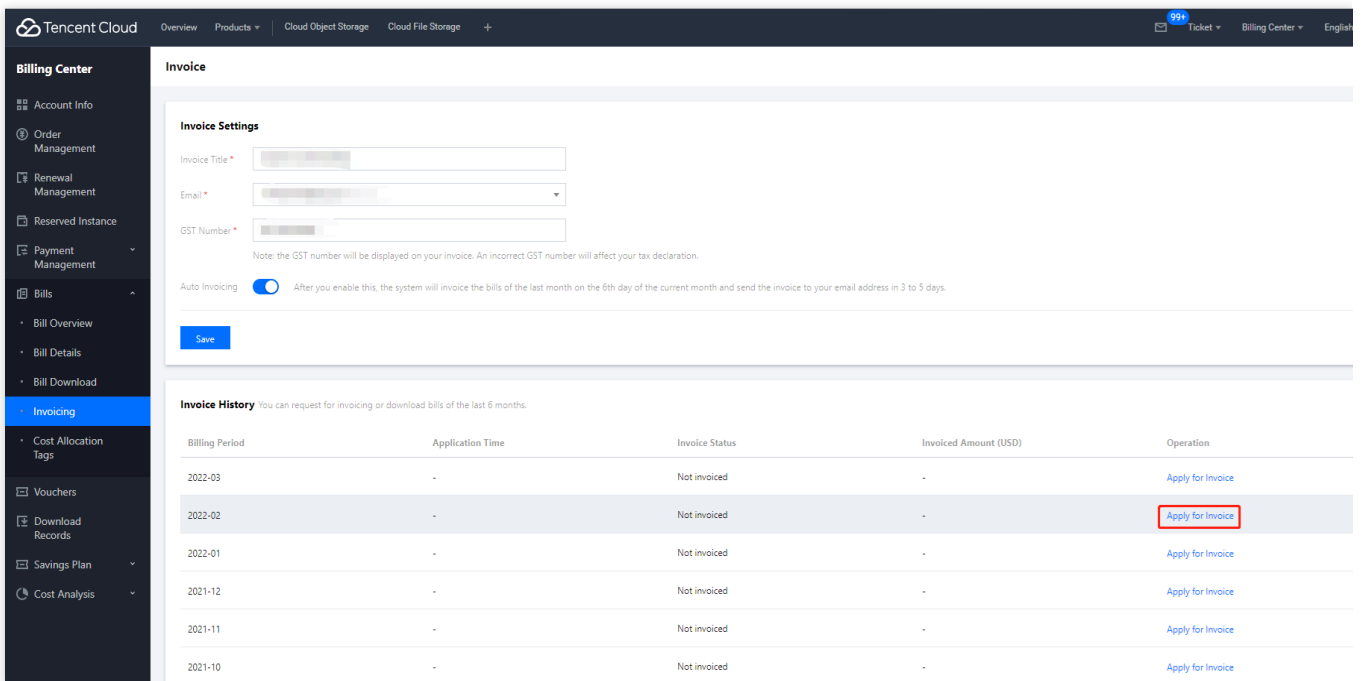 Tencent Cloud Overview Products Cloud Object Storage Cloud File Storage + 99+ Ticket Billing Center English
Billing Center
Account Info
Order
Management
Renewal
Management
Reserved Instance
Payment
Management
Bills
Bill Overview
Bill Details
Bill Download
Invoicing
Cost Allocation
Tags
Vouchers
Download
Records
Savings Plan
Cost Analysis
Invoice
Invoice Settings
Invoice Title *
Email *
GST Number *
Note: the GST number will be displayed on your invoice. An incorrect GST number will affect your tax declaration.
Auto Invoicing After you enable this, the system will invoice the bills of the last month on the 6th day of the current month and send the invoice to your email address in 3 to 5 days.
Save
Invoice History You can request for invoicing or download bills of the last 6 months.
Billing Period Application Time Invoice Status Invoiced Amount (USD) Operation
2022-03 - Not invoiced - Apply for Invoice
2022-02 - Not invoiced - Apply for Invoice
2022-01 - Not invoiced - Apply for Invoice
2021-12 - Not invoiced - Apply for Invoice
2021-11 - Not invoiced - Apply for Invoice
2021-10 - Not invoiced - Apply for Invoice